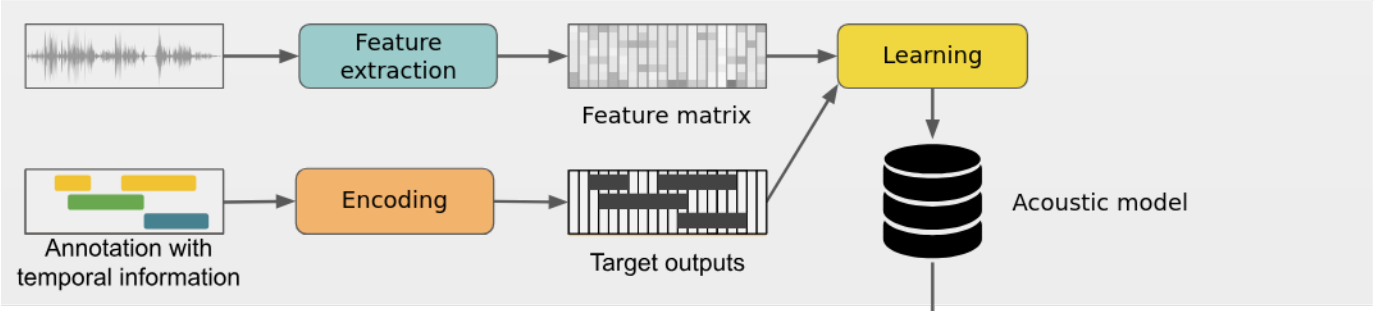 Feature
extraction
Feature matrix
Learning
Annotation with
temporal information
Encoding
Target outputs
Acoustic model